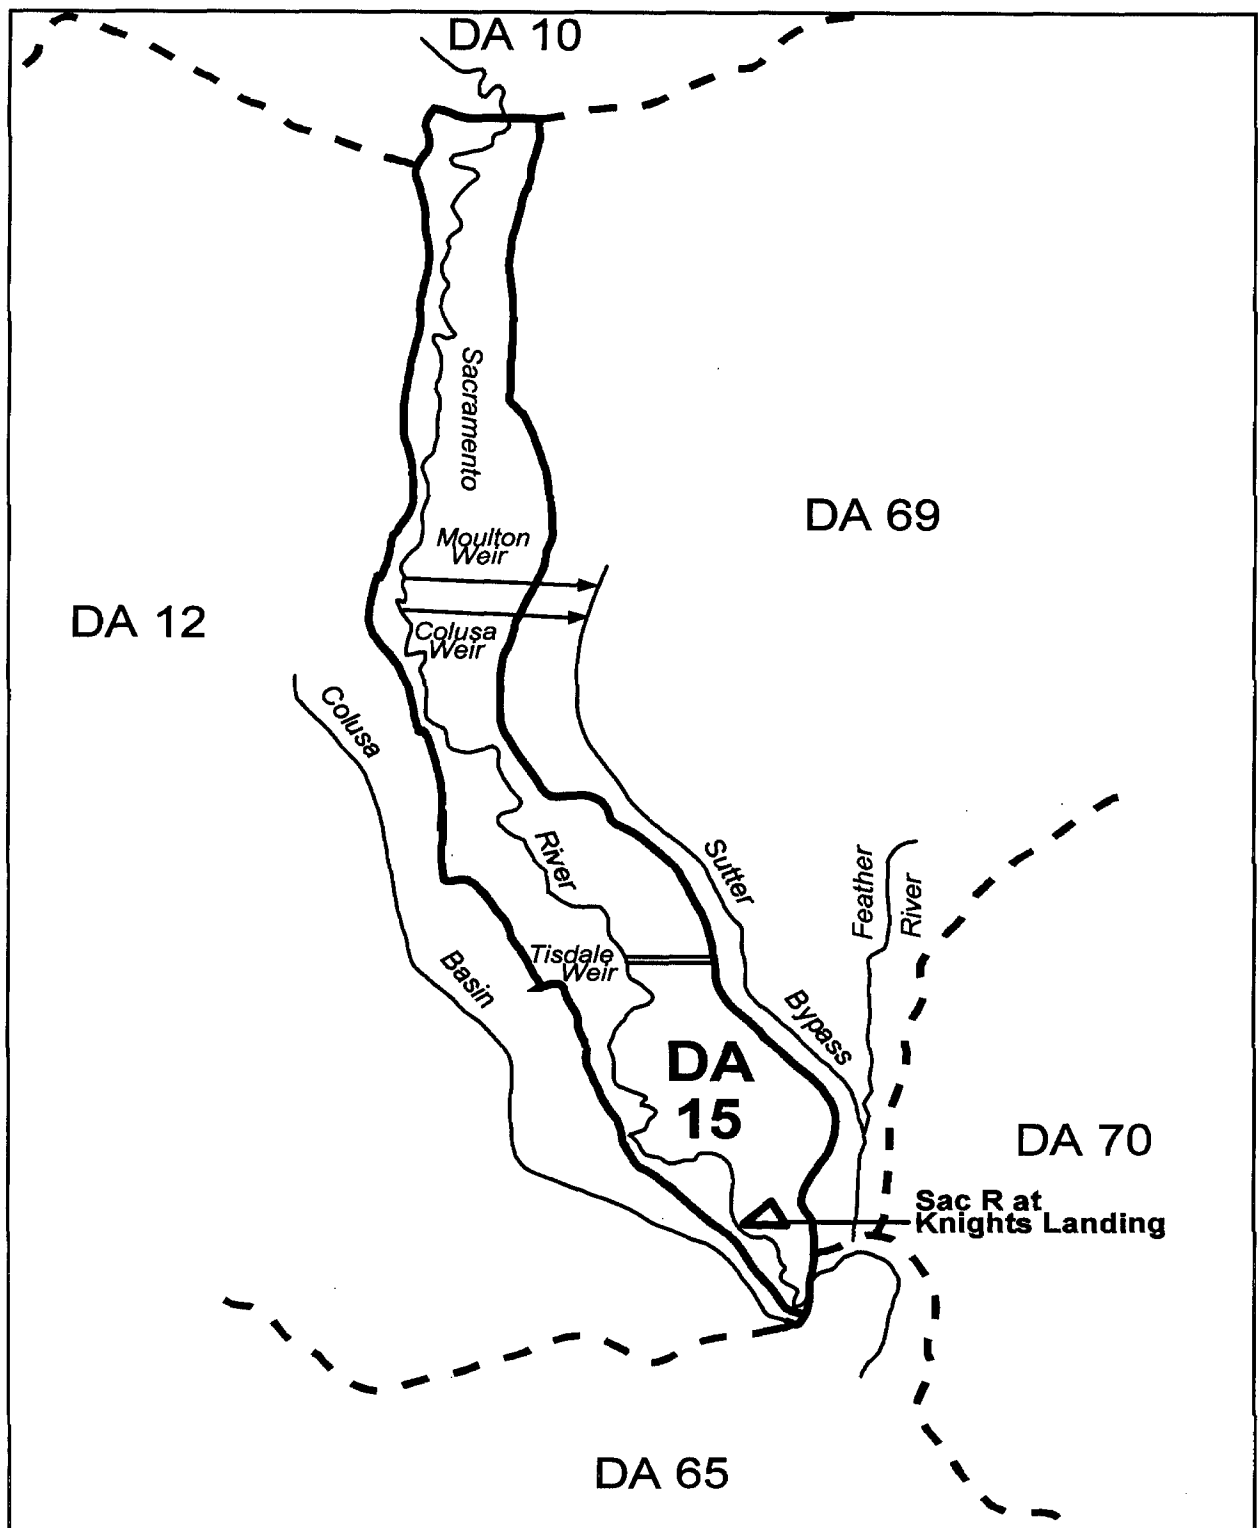 DA 10
Sacramento
DA 69
Moulton
Weir
DA 12
Colusa
Weir
Colusa
River
Sutter
Feather
River
Tisdale
Weir
Basin
Bypass
DA
15
DA 70
Sac R at
Knights Landing
DA 65